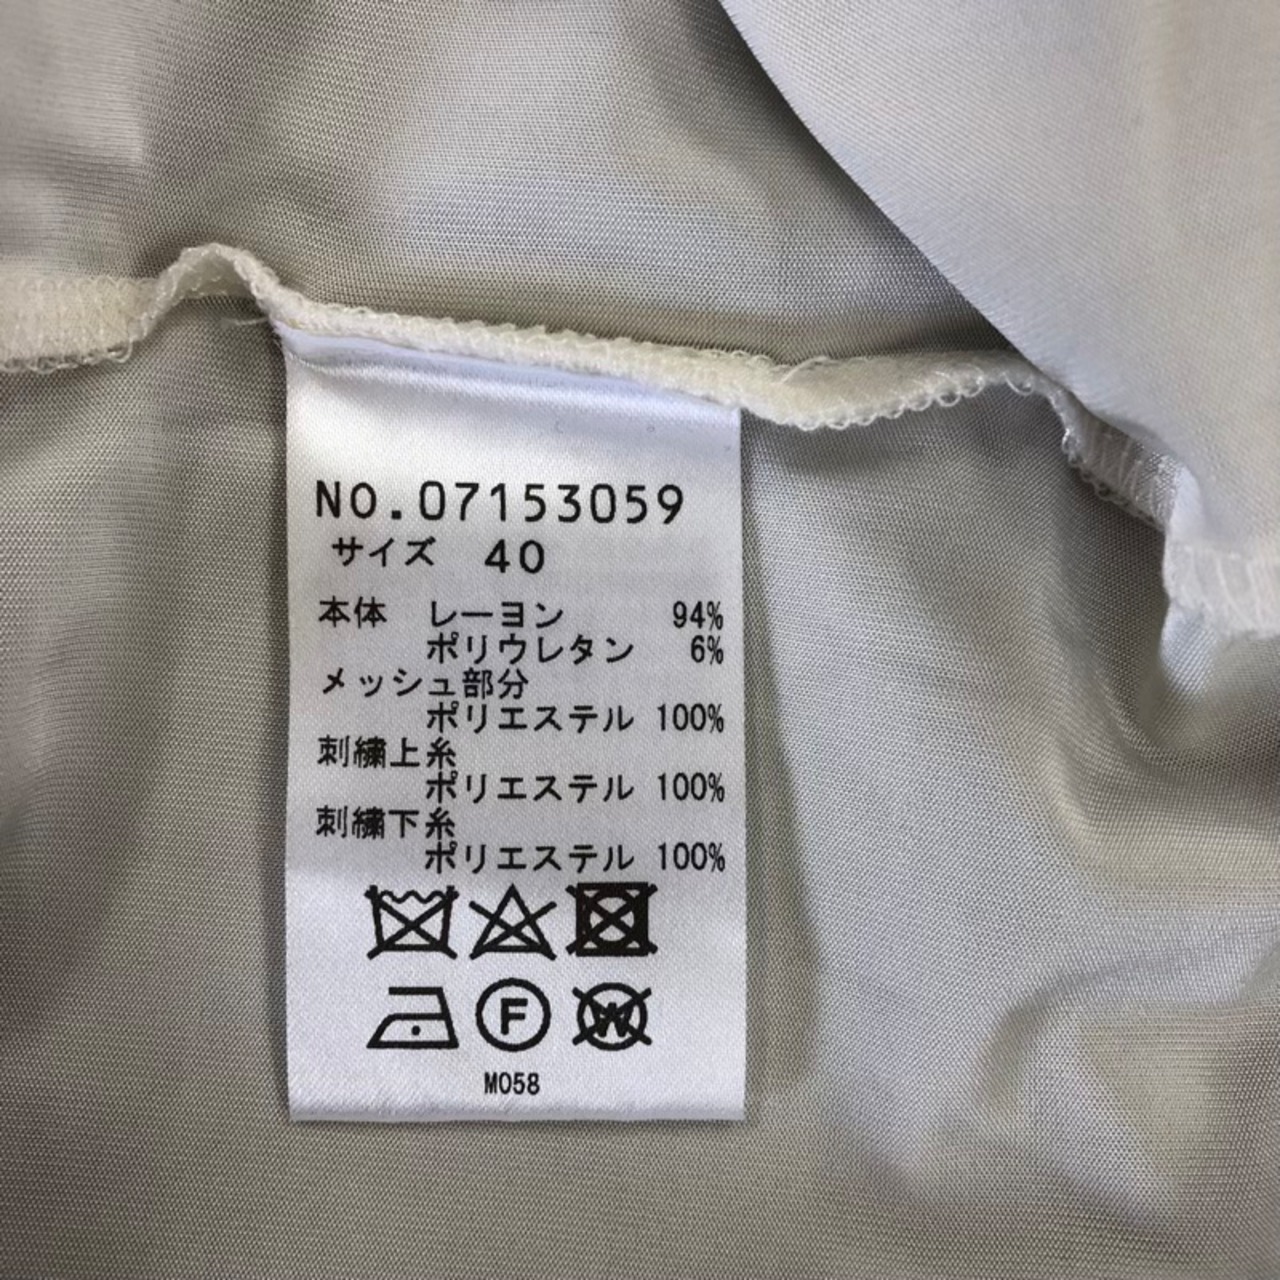 NO.07153059
サイズ 40
本体 レーヨン 94%
ポリウレタン 6%
メッシュ部分
ポリエステル 100%
刺繍上糸
ポリエステル 100%
刺繍下糸
ポリエステル 100%
F
W
M058